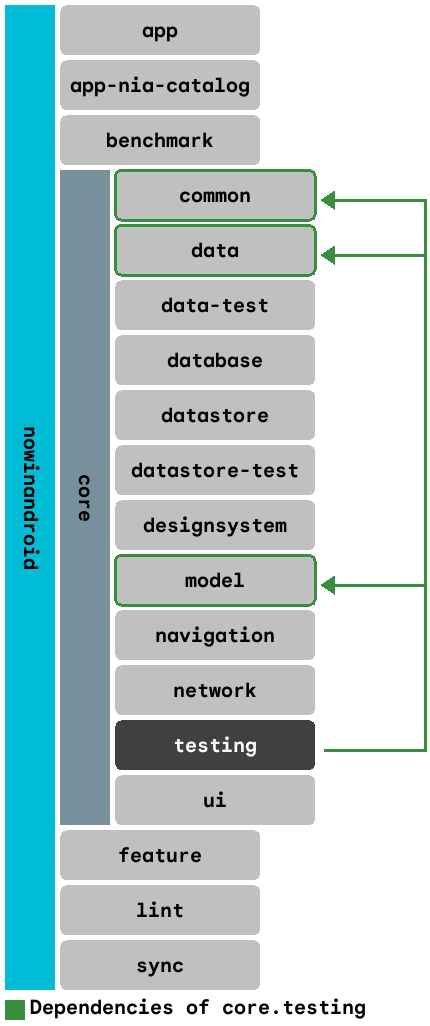 nowinandroid
app
app-nia-catalog
benchmark
core
common
data
data-test
database
datastore
datastore-test
designsystem
model
navigation
network
testing
ui
feature
lint
sync
Dependencies of core.testing